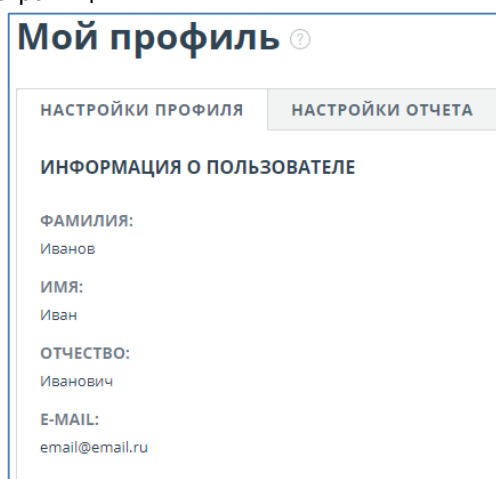 Мой профиль
НАСТРОЙКИ ПРОФИЛЯ НАСТРОЙКИ ОТЧЕТА
ИНФОРМАЦИЯ О ПОЛЬЗОВАТЕЛЕ
ФАМИЛИЯ:
Иванов
ИМЯ:
Иван
ОТЧЕСТВО:
Иванович
E-MAIL:
email@email.ru